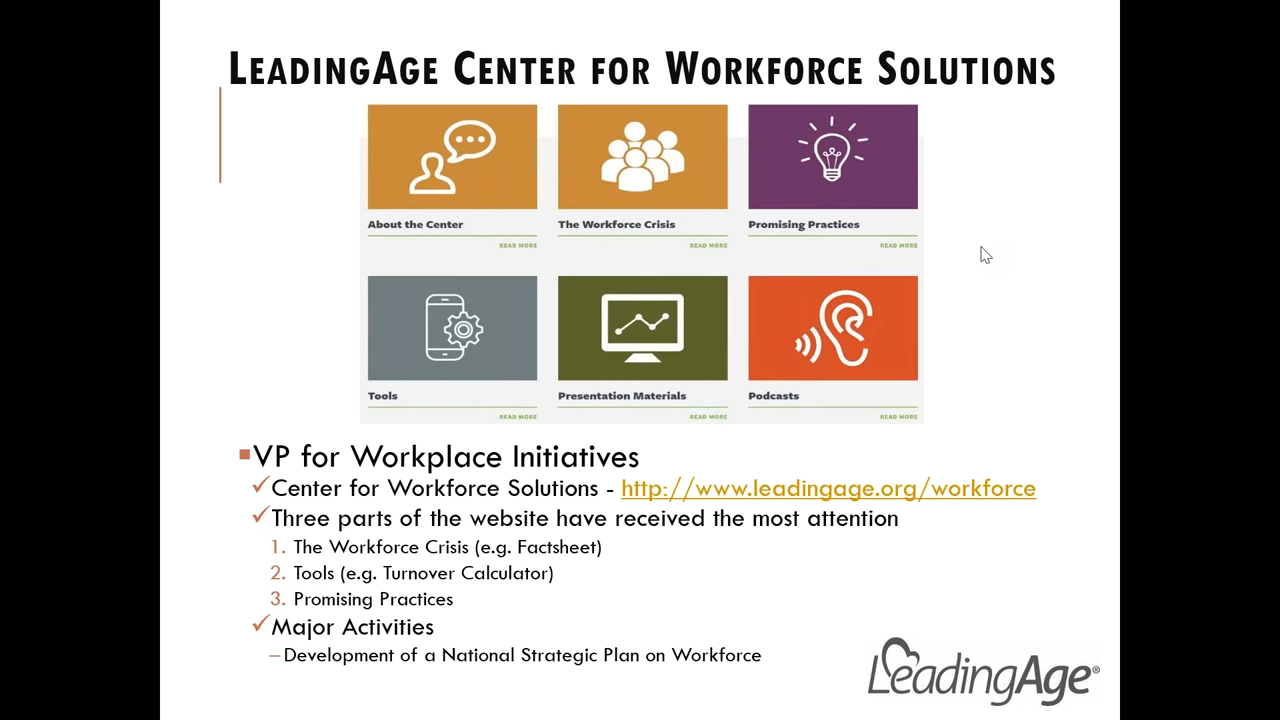 LEADINGAGE CENTER FOR WORKFORCE SOLUTIONS
About the Center
The Workforce Crisis
Promising Practices
READ MORE
READ MORE
READ MORE
Tools
Presentation Materials
Podcasts
READ MORE
READ MORE
READ MORE
VP for Workplace Initiatives
Center for Workforce Solutions - http://www.leadingage.org/workforce
Three parts of the website have received the most attention
1. The Workforce Crisis (e.g. Factsheet)
2. Tools (e.g. Turnover Calculator)
3. Promising Practices
Major Activities
–Development of a National Strategic Plan on Workforce
LeadingAge®